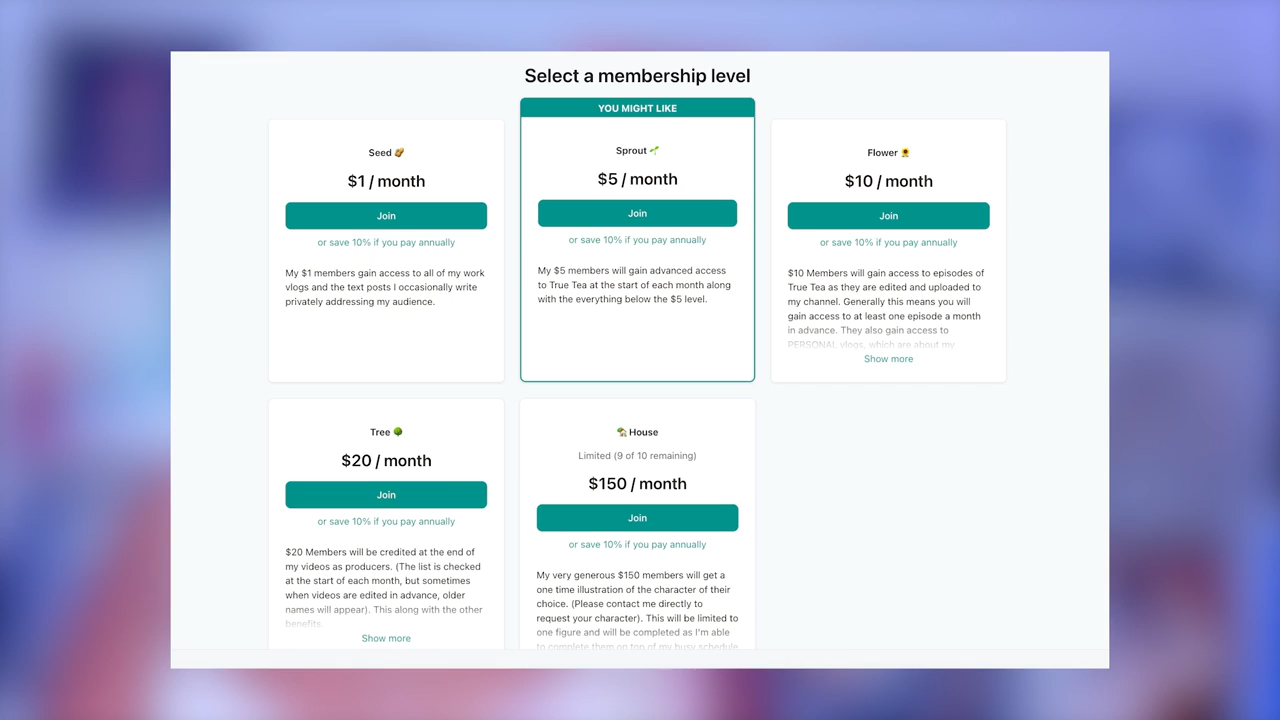 Select a membership level
YOU MIGHT LIKE
Seed 🥔
$1 / month
Join
or save 10% if you pay annually
My $1 members gain access to all of my work
vlogs and the text posts I occasionally write
privately addressing my audience.
Sprout 🌱
$5 / month
Join
or save 10% if you pay annually
My $5 members will gain advanced access
to True Tea at the start of each month along
with the everything below the $5 level.
Flower 🌻
$10 / month
Join
or save 10% if you pay annually
$10 Members will gain access to episodes of
True Tea as they are edited and uploaded to
my channel. Generally this means you will
gain access to at least one episode a month
in advance. They also gain access to
PERSONAL vlogs, which are about my
Show more
Tree 🌳
$20 / month
Join
or save 10% if you pay annually
$20 Members will be credited at the end of
my videos as producers. (The list is checked
at the start of each month, but sometimes
when videos are edited in advance, older
names will appear). This along with the other
benefits.
Show more
🏡 House
Limited (9 of 10 remaining)
$150 / month
Join
or save 10% if you pay annually
My very generous $150 members will get a
one time illustration of the character of their
choice. (Please contact me directly to
request your character). This will be limited to
one figure and will be completed as I'm able
to complete them on top of my busy schedule